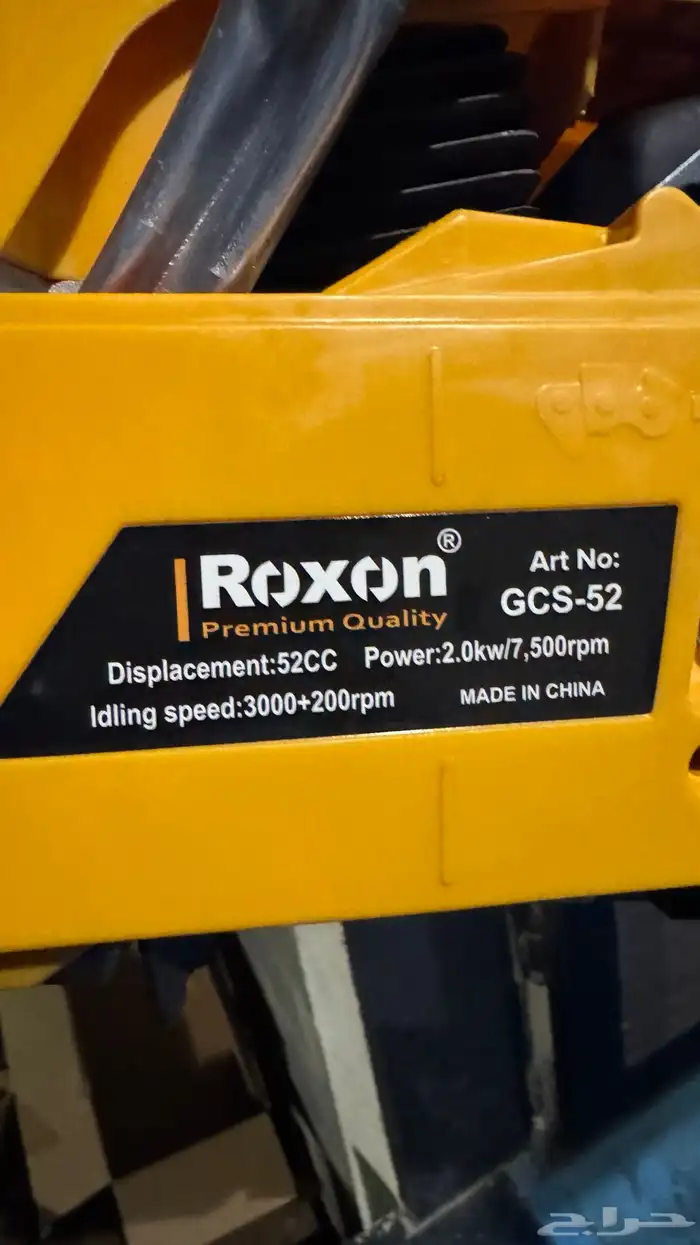 Roxon®
Premium Quality
Art No:
GCS-52
Displacement:52CC Power:2.0kw/7,500rpm
Idling speed:3000+200rpm MADE IN CHINA
حراج